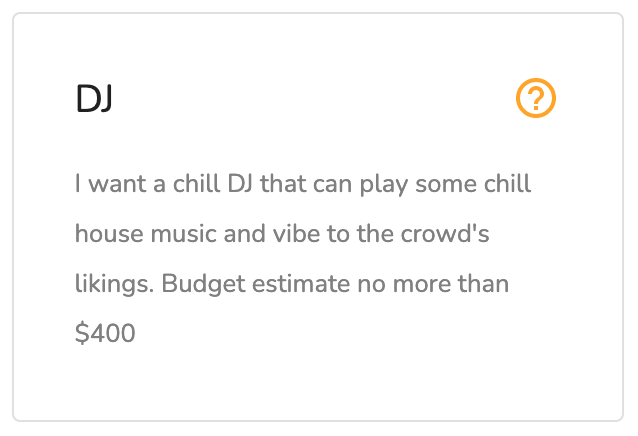 DJ
I want a chill DJ that can play some chill
house music and vibe to the crowd's
likings. Budget estimate no more than
$400